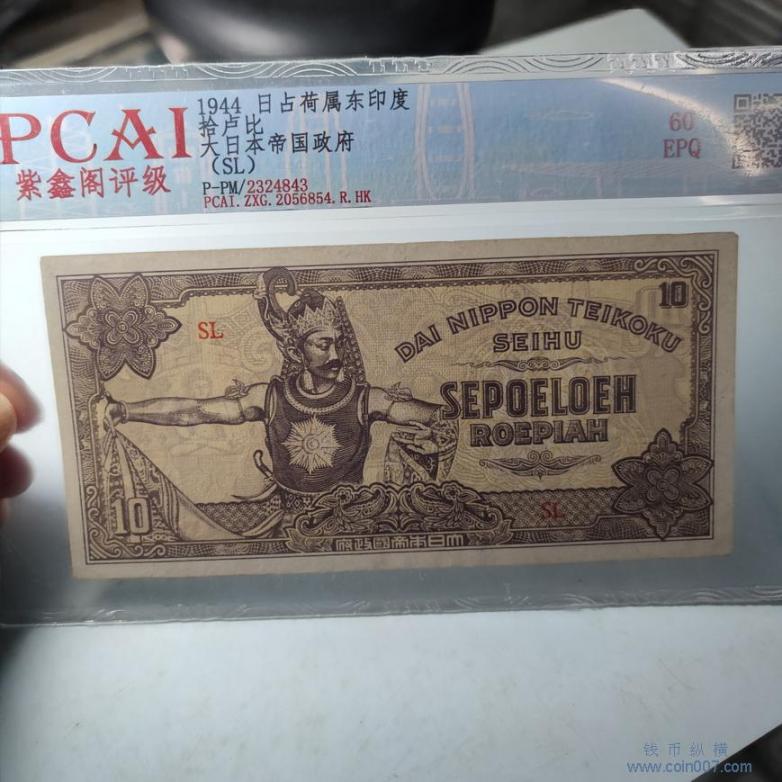 PCAI
紫鑫阁评级
1944 日占荷属东印度
拾卢比
大日本帝国政府
(SL)
P-PM/2324843
PCAI.ZXG.2056854.R.HK
60
EPQ
10
SL
DAI NIPPON TEIKOKU
SEIHU
SEPOELOEH
ROEPIAH
10
SL
府政國帝本日大
钱币纵横
www.coin007.com